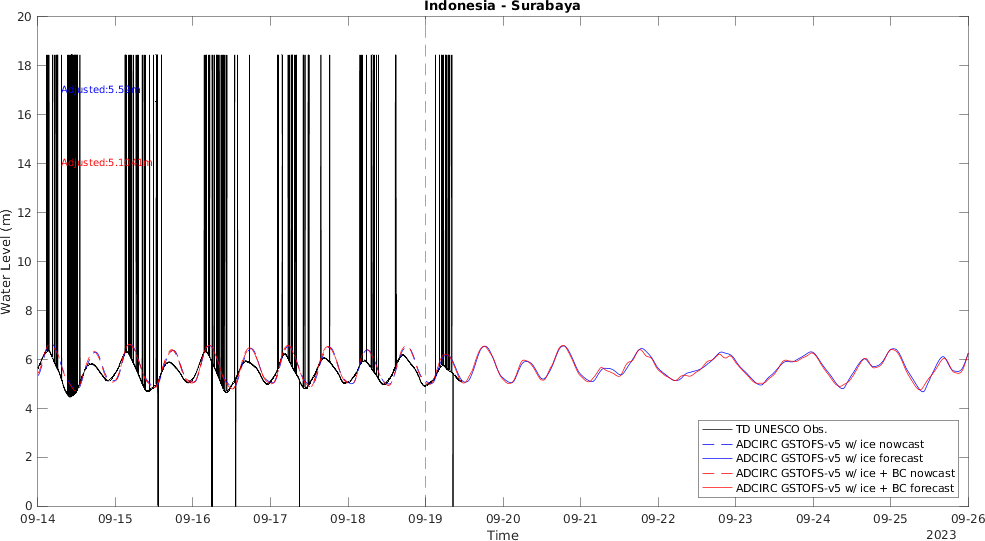 Indonesia - Surabaya
20
18
16
14
12
10
8
6
4
2
0
Water Level (m)
TD UNESCO Obs.
ADCIRC GSTOFS-v5 w/ ice nowcast
ADCIRC GSTOFS-v5 w/ ice forecast
ADCIRC GSTOFS-v5 w/ ice + BC nowcast
ADCIRC GSTOFS-v5 w/ ice + BC forecast
09-14 09-15 09-16 09-17 09-18 09-19 09-20 09-21 09-22 09-23 09-24 09-25 09-26
Time
2023